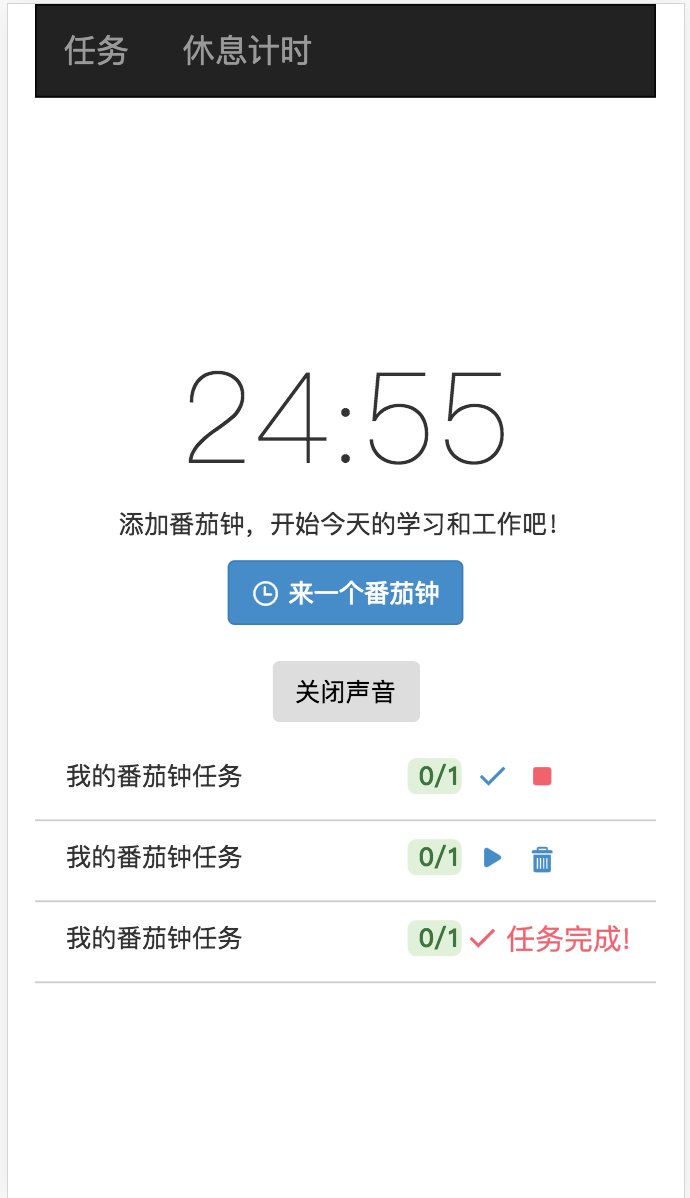 任务 休息计时
24:55
添加番茄钟，开始今天的学习和工作吧！
来一个番茄钟
关闭声音
我的番茄钟任务 0/1
我的番茄钟任务 0/1
我的番茄钟任务 0/1 任务完成!